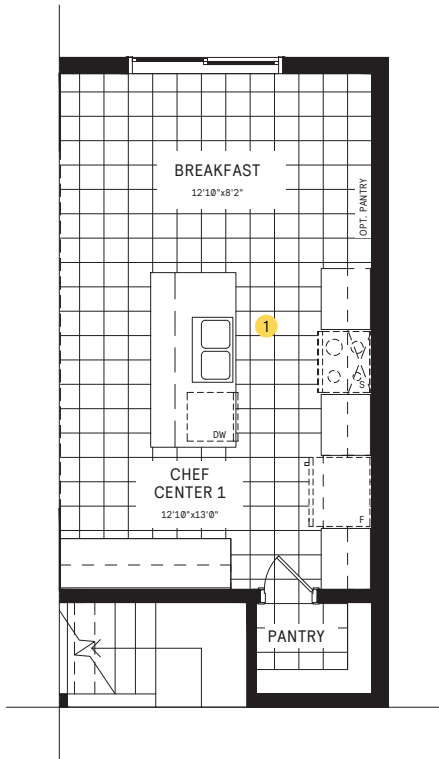 BREAKFAST
12'10"x8'2"
OPT. PANTRY
1
S
DW
CHEF
CENTER 1
12'10"x13'0"
F
PANTRY